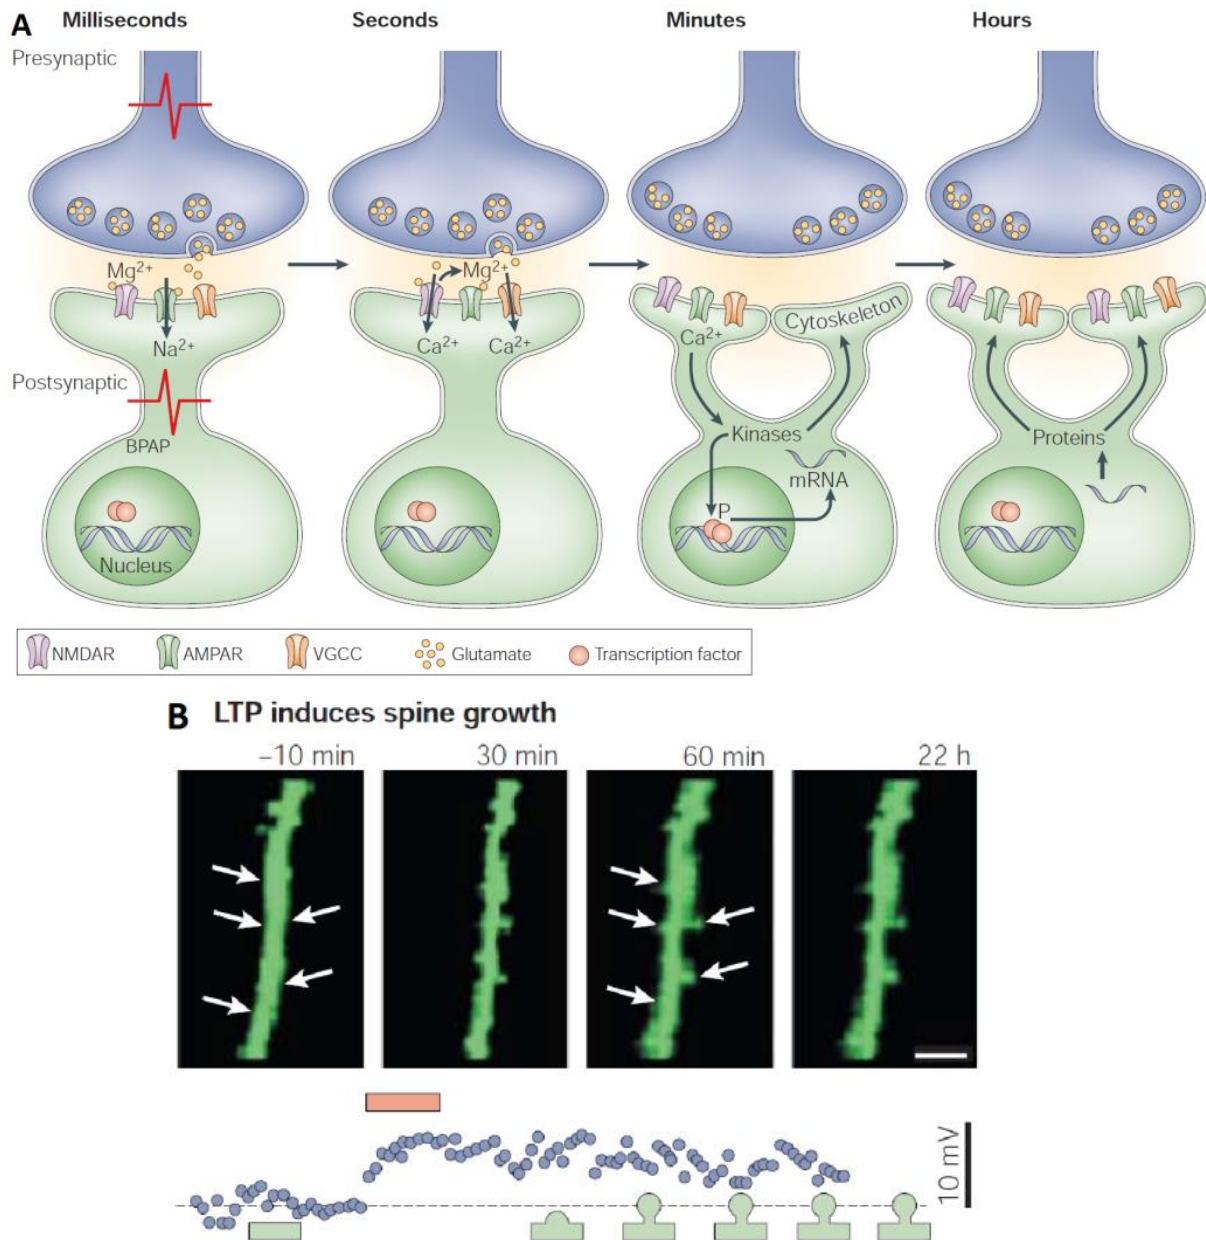 A Milliseconds Seconds Minutes Hours
Presynaptic
Mg²⁺ Mg²⁺
Na²⁺ Ca²⁺ Ca²⁺ Ca²⁺ Cytoskeleton
Postsynaptic
BPAP Kinases Proteins
mRNA
P
Nucleus
NMDAR AMPAR VGCC Glutamate Transcription factor
B LTP induces spine growth
–10 min 30 min 60 min 22 h
10 mV